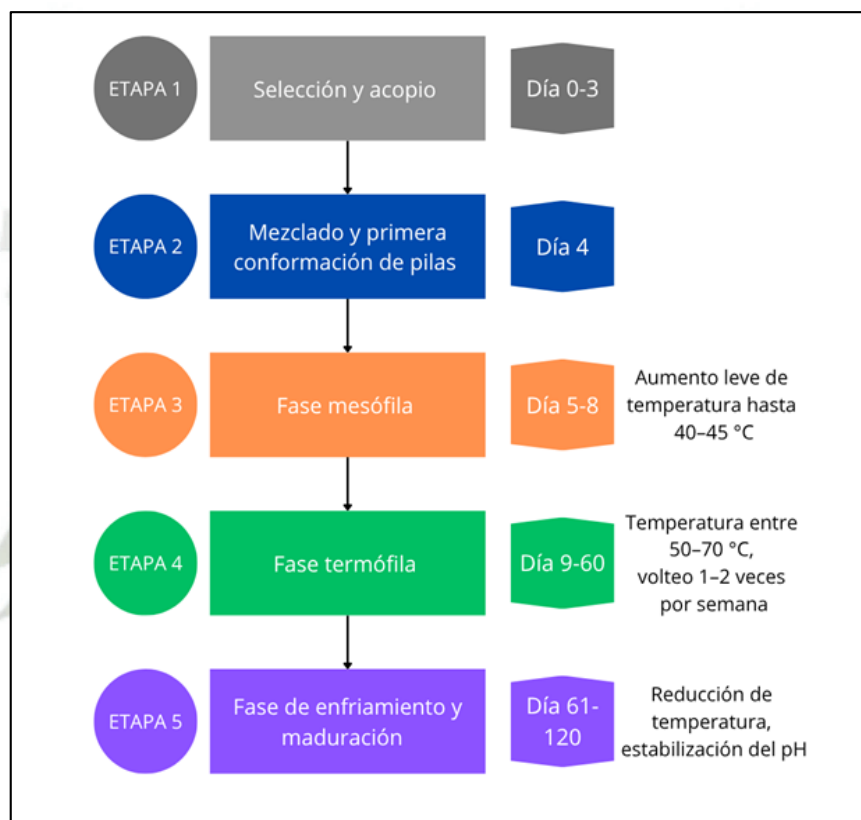 ETAPA 1
Selección y acopio
Día 0-3
ETAPA 2
Mezclado y primera
conformación de pilas
Día 4
ETAPA 3
Fase mesófila
Día 5-8
Aumento leve de
temperatura hasta
40–45 °C
ETAPA 4
Fase termófila
Día 9-60
Temperatura entre
50–70 °C,
volteo 1–2 veces
por semana
ETAPA 5
Fase de enfriamiento y
maduración
Día 61-
120
Reducción de
temperatura,
estabilización del pH